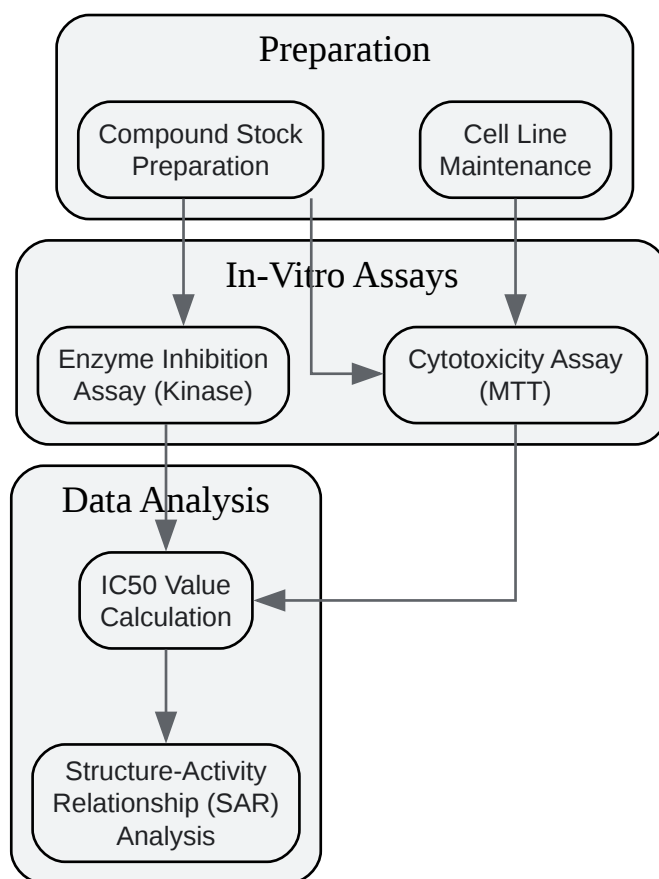 Preparation
Compound Stock
Preparation
Cell Line
Maintenance
In-Vitro Assays
Enzyme Inhibition
Assay (Kinase)
Cytotoxicity Assay
(MTT)
Data Analysis
IC50 Value
Calculation
Structure-Activity
Relationship (SAR)
Analysis